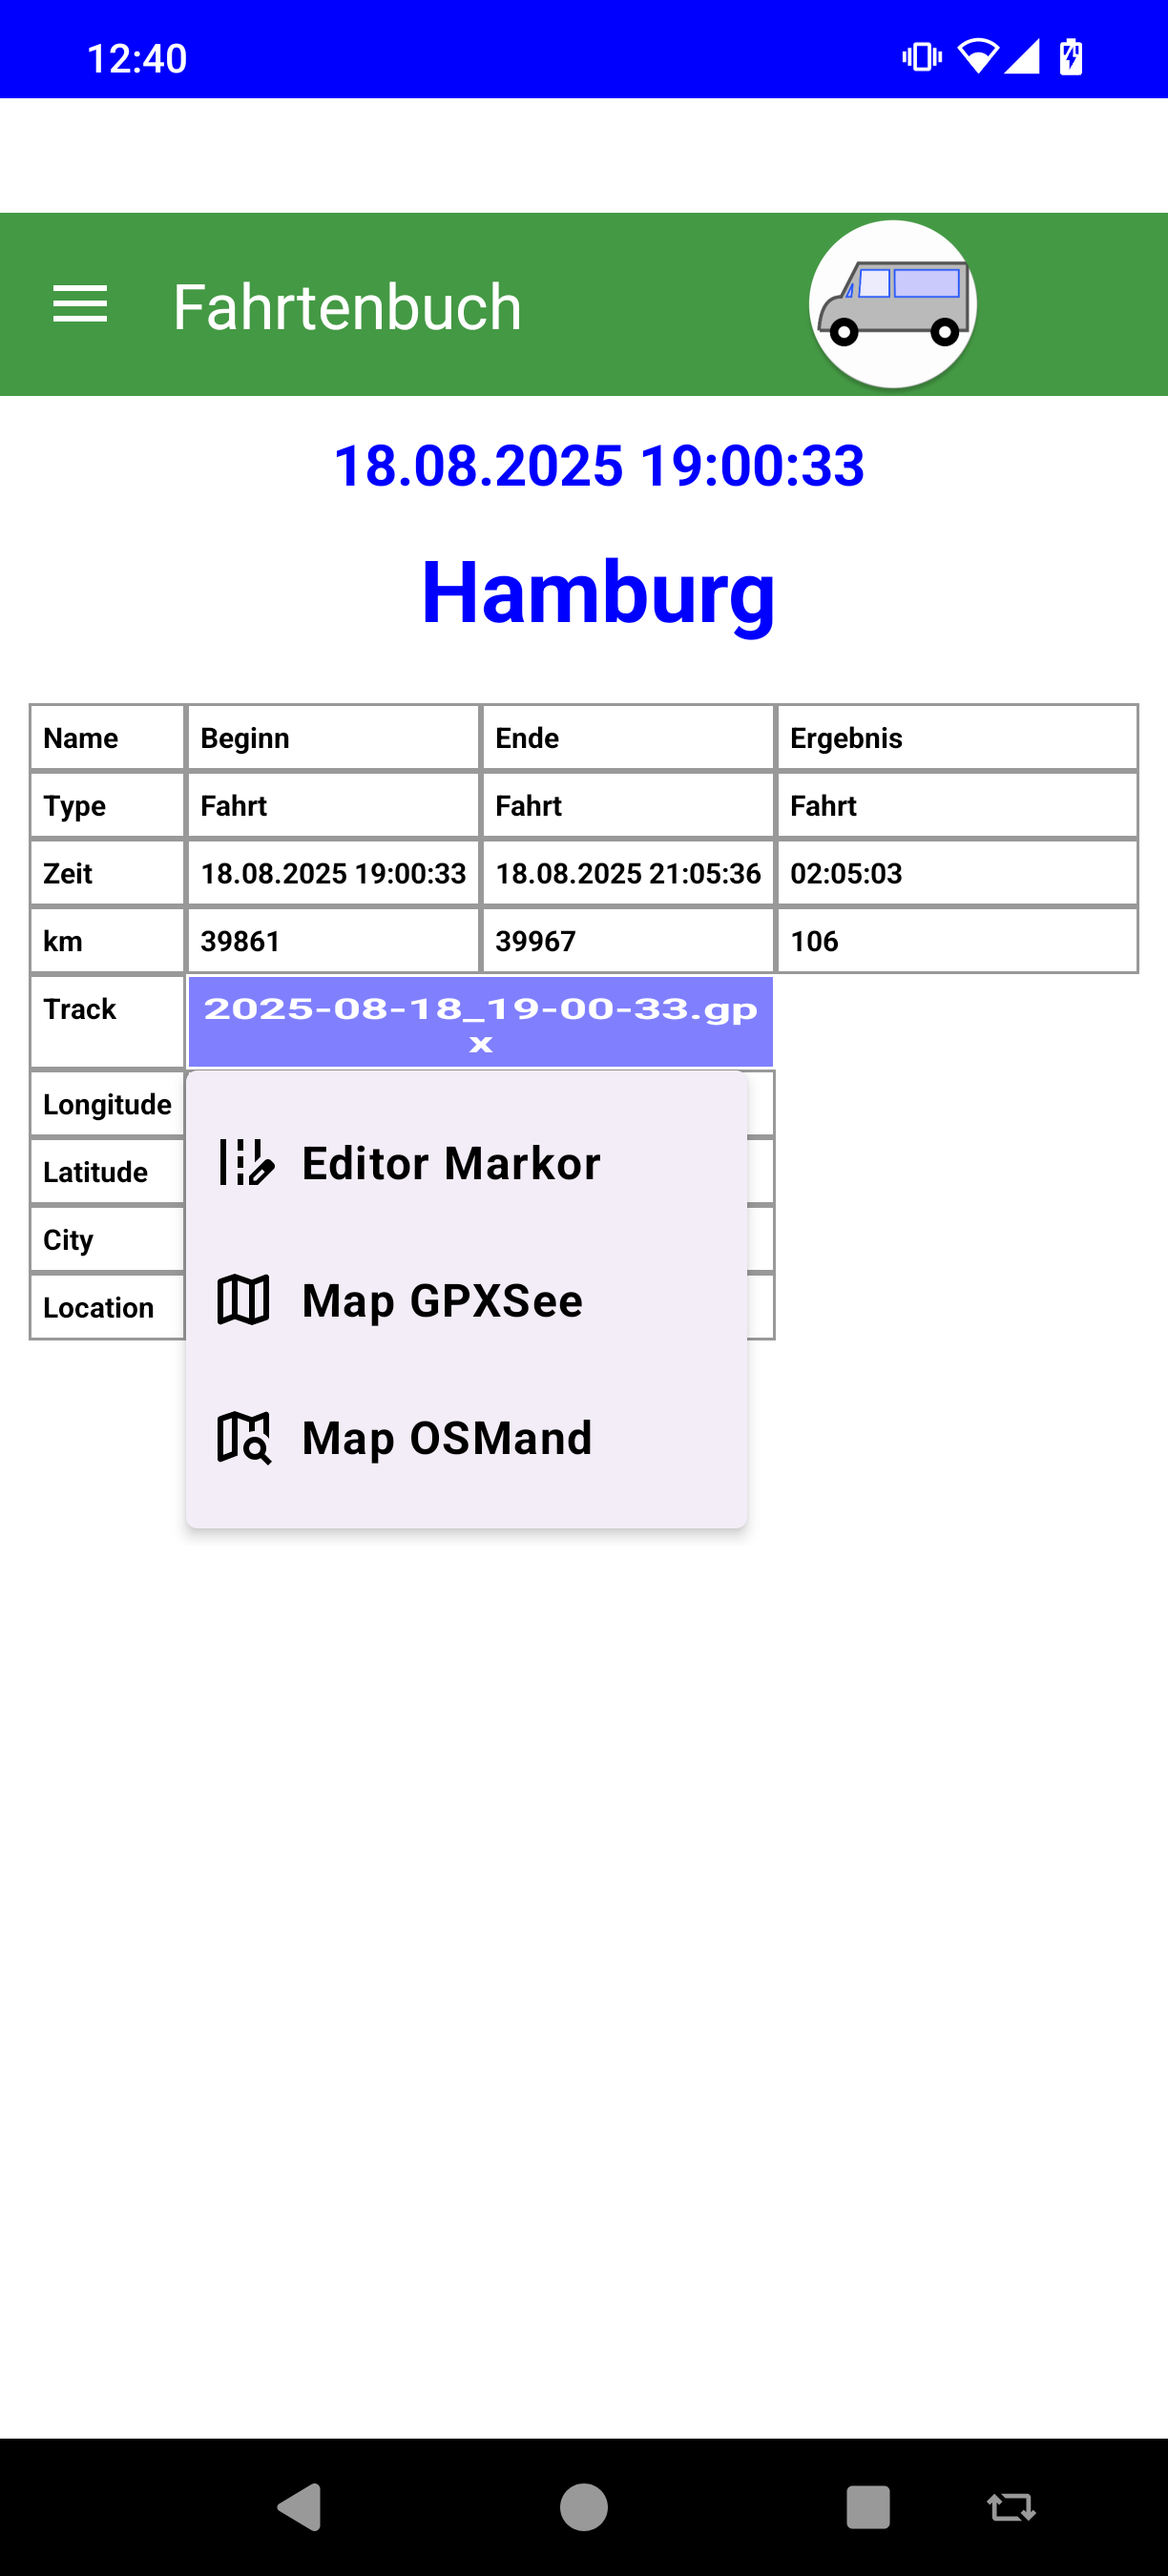 12:40
Fahrtenbuch
18.08.2025 19:00:33
Hamburg
Name Beginn Ende Ergebnis
Type Fahrt Fahrt Fahrt
Zeit 18.08.2025 19:00:33 18.08.2025 21:05:36 02:05:03
km 39861 39967 106
Track 2025-08-18_19-00-33.gp
x
Longitude
Editor Markor
Latitude
City
Map GPXSee
Location
Map OSMand